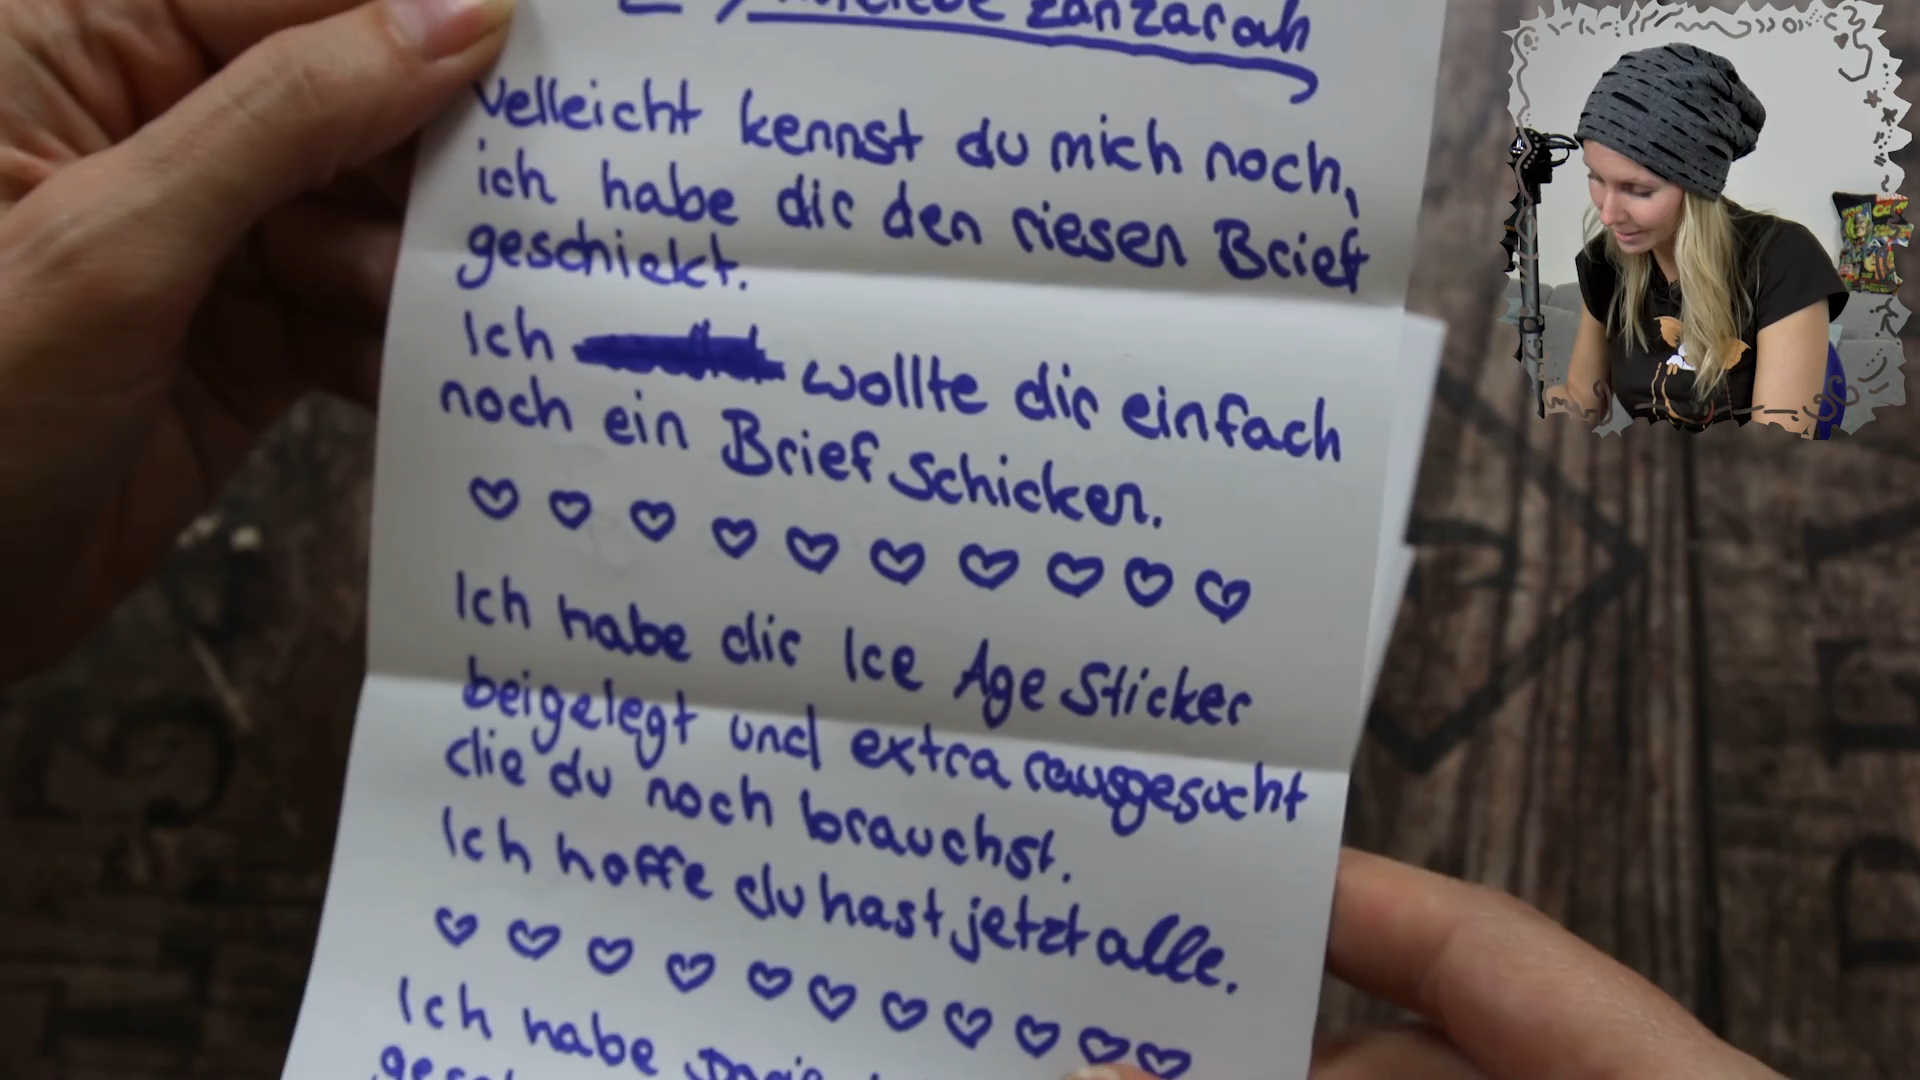 Zanzarah
Velleicht kennst du mich noch,
ich habe dir den riesen Brief
geschickt.
Ich wollte dir einfach
noch ein Brief Schicken.
♡ ♡ ♡ ♡ ♡ ♡ ♡ ♡ ♡ ♡
Ich habe dir Ice Age Sticker
beigelegt und extra rausgesucht
die du noch brauchst.
Ich hoffe du hast jetzt alle.
♡ ♡ ♡ ♡ ♡ ♡ ♡ ♡ ♡ ♡ ♡
Ich habe